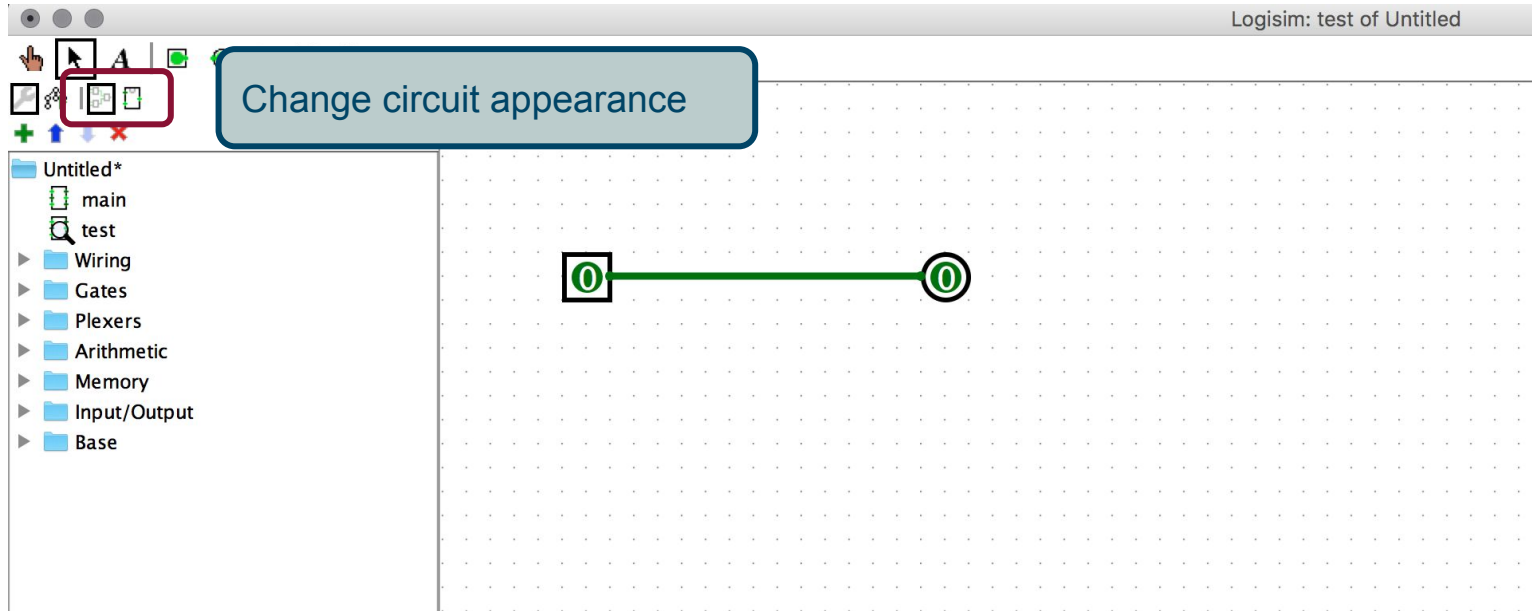 Logisim: test of Untitled
A
Change circuit appearance
Untitled*
main
test
Wiring
Gates
Plexers
Arithmetic
Memory
Input/Output
Base
0
0